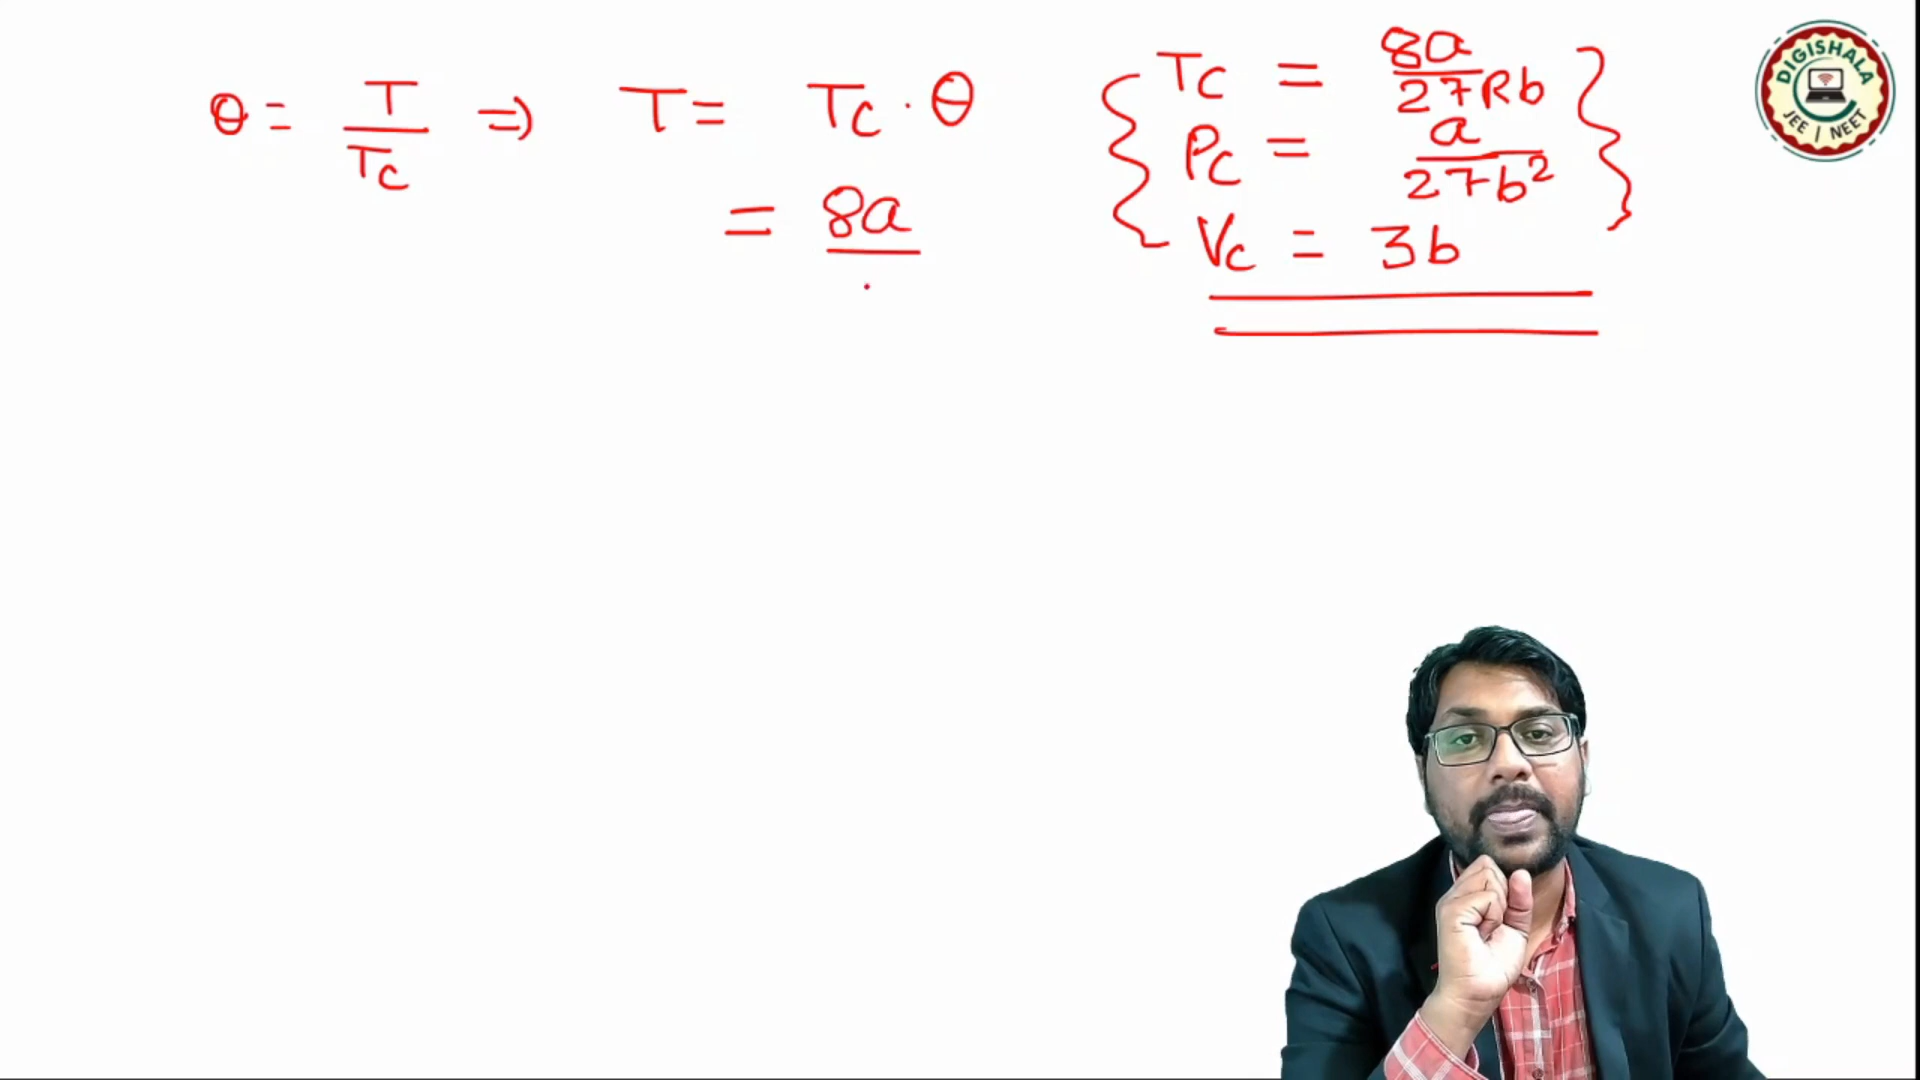 θ = T/Tc ⇒ T = Tc · θ
= 8a
{ Tc = 8a/27Rb
Pc = a/27b²
Vc = 3b }
DIGISHALA
JEE | NEET